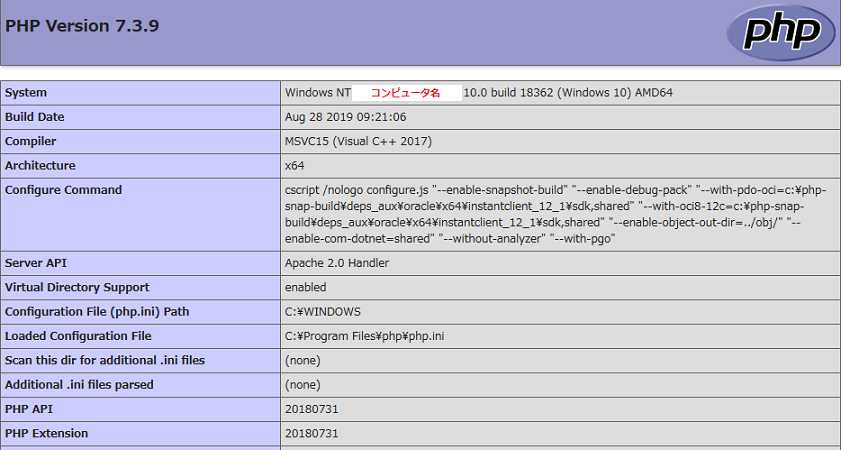 PHP Version 7.3.9
php
System Windows NT コンピュータ名 10.0 build 18362 (Windows 10) AMD64
Build Date Aug 28 2019 09:21:06
Compiler MSVC15 (Visual C++ 2017)
Architecture x64
Configure Command cscript /nologo configure.js "--enable-snapshot-build" "--enable-debug-pack" "--with-pdo-oci=c:¥php-
snap-build¥deps_aux¥oracle¥x64¥instantclient_12_1¥sdk,shared" "--with-oci8-12c=c:¥php-snap-
build¥deps_aux¥oracle¥x64¥instantclient_12_1¥sdk,shared" "--enable-object-out-dir=../obj/" "--
enable-com-dotnet=shared" "--without-analyzer" "--with-pgo"
Server API Apache 2.0 Handler
Virtual Directory Support enabled
Configuration File (php.ini) Path C:¥WINDOWS
Loaded Configuration File C:¥Program Files¥php¥php.ini
Scan this dir for additional .ini files (none)
Additional .ini files parsed (none)
PHP API 20180731
PHP Extension 20180731